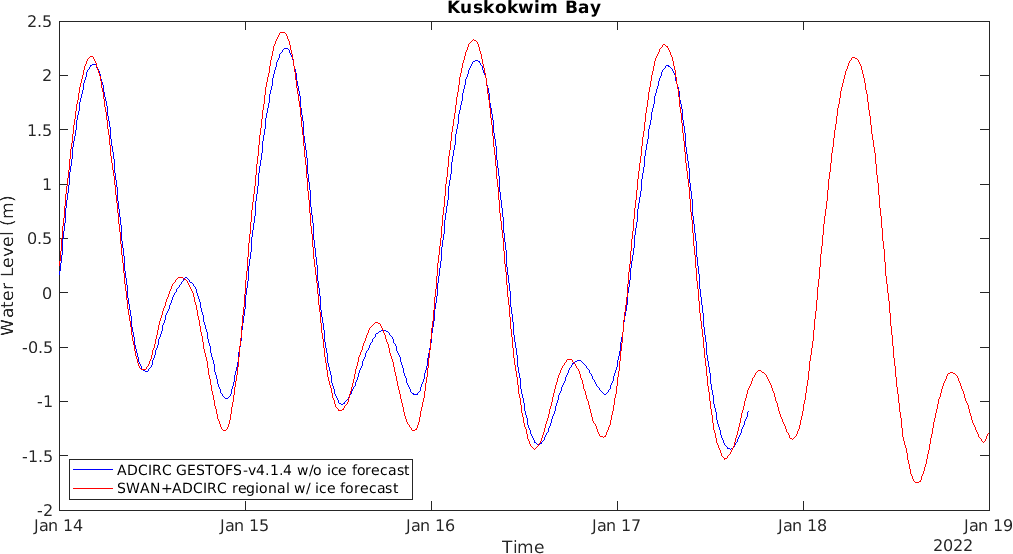 Kuskokwim Bay
2.5
2
1.5
1
0.5
0
-0.5
-1
-1.5
-2
Water Level (m)
ADCIRC GESTOFS-v4.1.4 w/o ice forecast
SWAN+ADCIRC regional w/ ice forecast
Jan 14 Jan 15 Jan 16 Jan 17 Jan 18 Jan 19
Time
2022